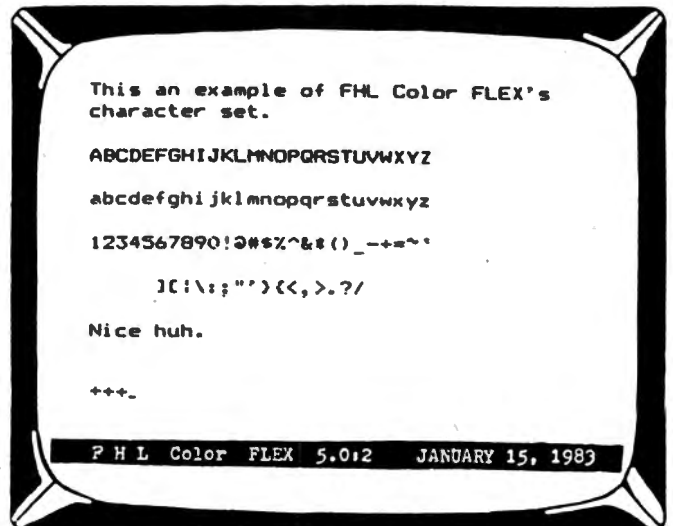 This an example of FHL Color FLEX's
character set.
ABCDEFGHIJKLMNOPQRSTUVWXYZ
abcdefghijklmnopqrstuvwxyz
1234567890!@#$%^&*()_-+=~`
][|\:;"'}{<,>.?/
Nice huh.
+++_
F H L Color FLEX 5.0:2 JANUARY 15, 1983